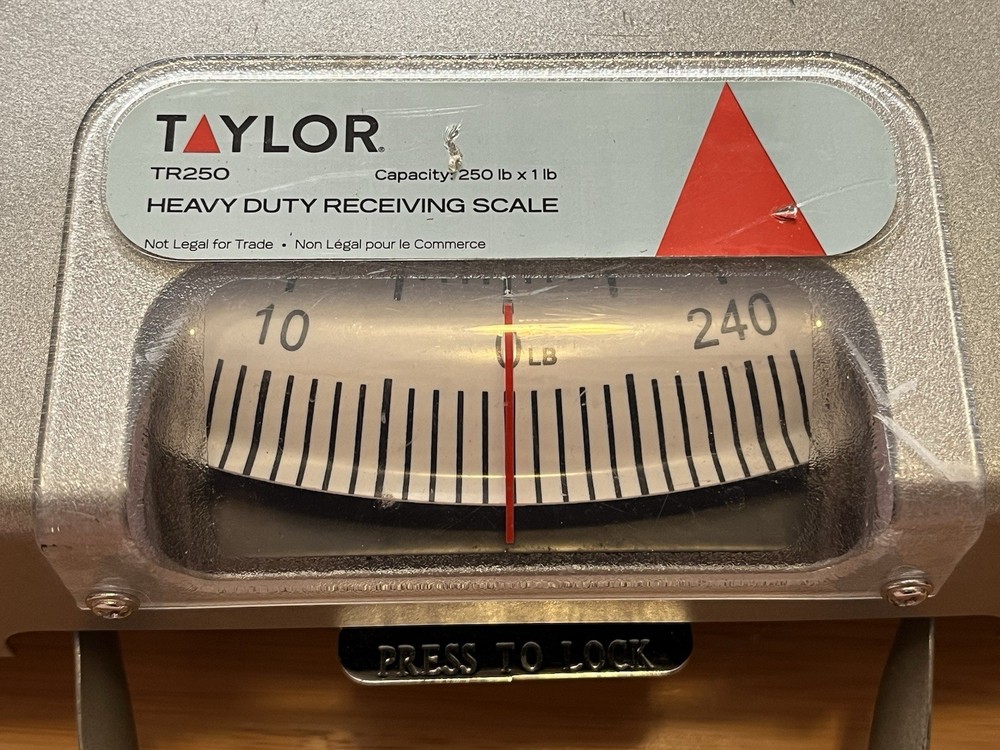 TAYLOR®
TR250 Capacity: 250 lb x 1 lb
HEAVY DUTY RECEIVING SCALE
Not Legal for Trade • Non Légal pour le Commerce
10 0 LB 240
PRESS TO LOCK